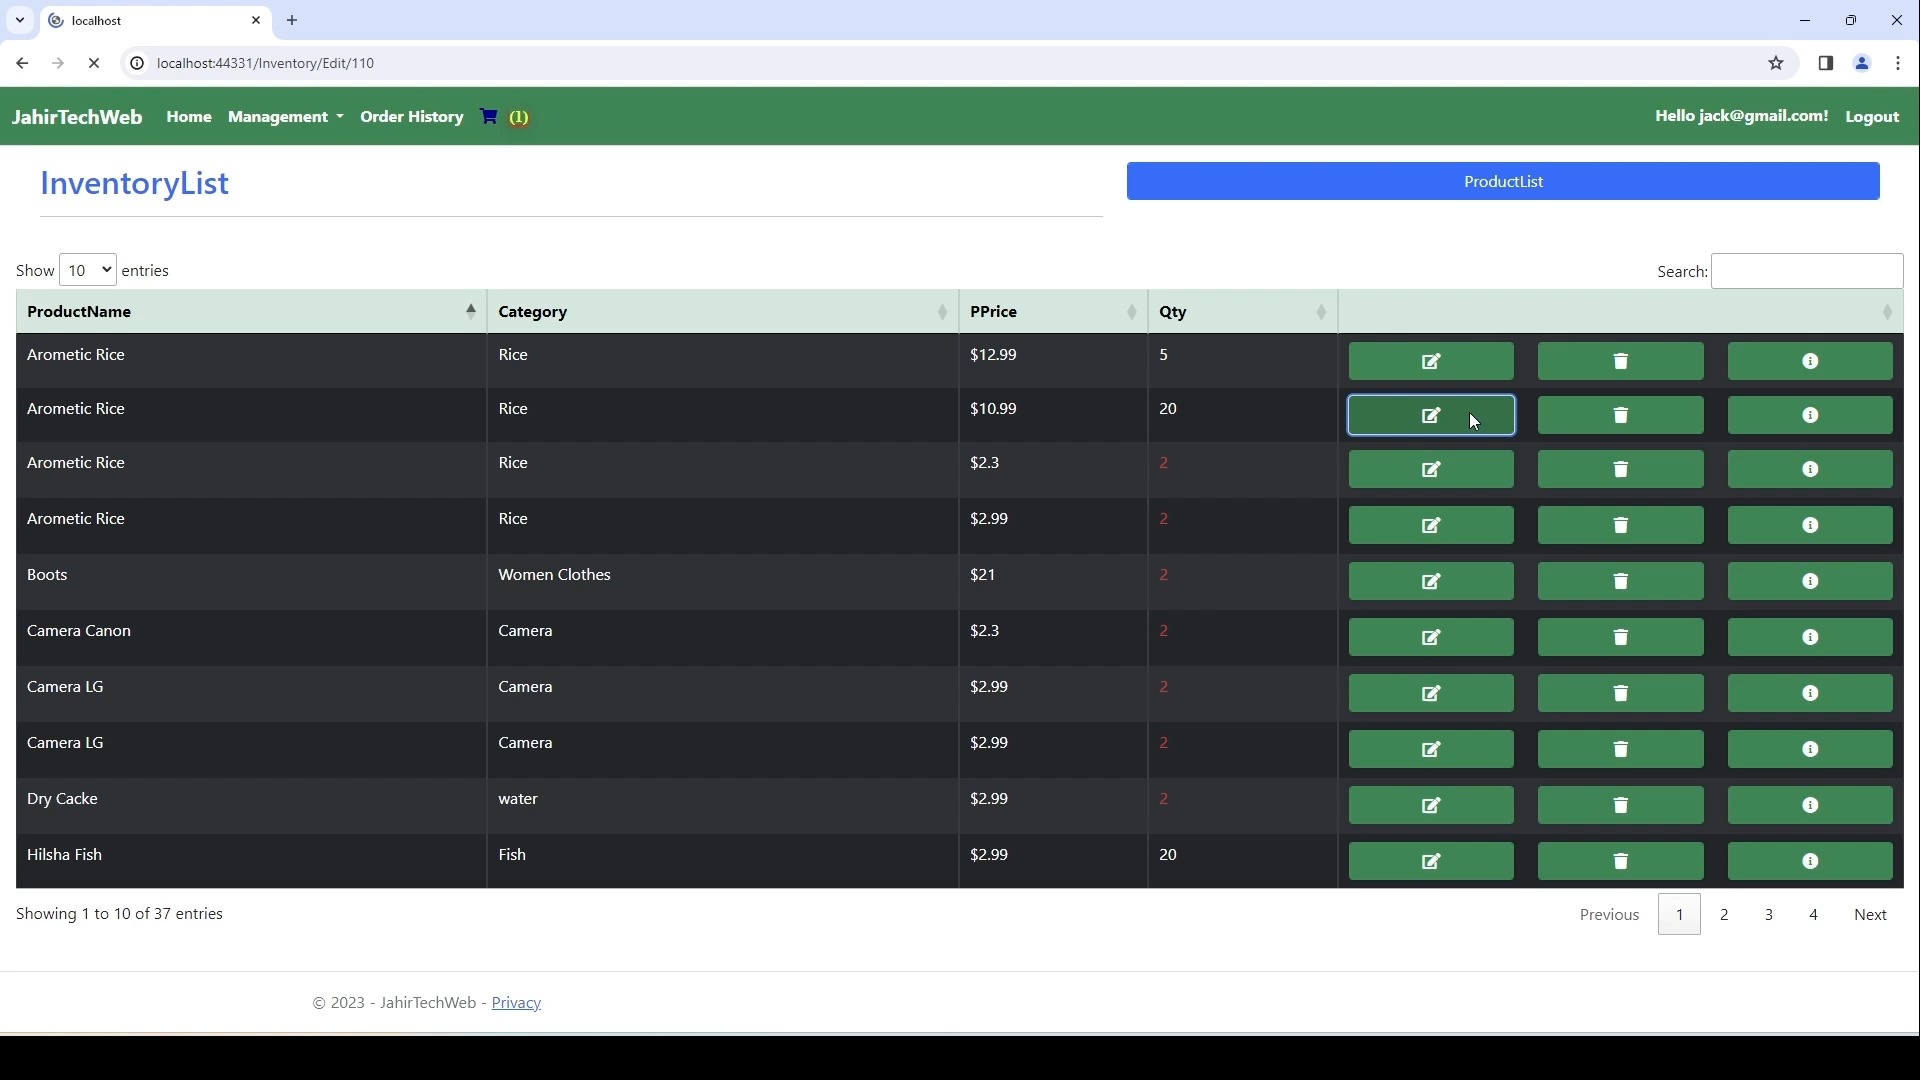 localhost
localhost:44331/Inventory/Edit/110
JahirTechWeb Home Management Order History (1) Hello jack@gmail.com! Logout
InventoryList ProductList
Show 10 entries Search:
ProductName Category PPrice Qty
Arometic Rice Rice $12.99 5
Arometic Rice Rice $10.99 20
Arometic Rice Rice $2.3 2
Arometic Rice Rice $2.99 2
Boots Women Clothes $21 2
Camera Canon Camera $2.3 2
Camera LG Camera $2.99 2
Camera LG Camera $2.99 2
Dry Cacke water $2.99 2
Hilsha Fish Fish $2.99 20
Showing 1 to 10 of 37 entries Previous 1 2 3 4 Next
© 2023 - JahirTechWeb - Privacy